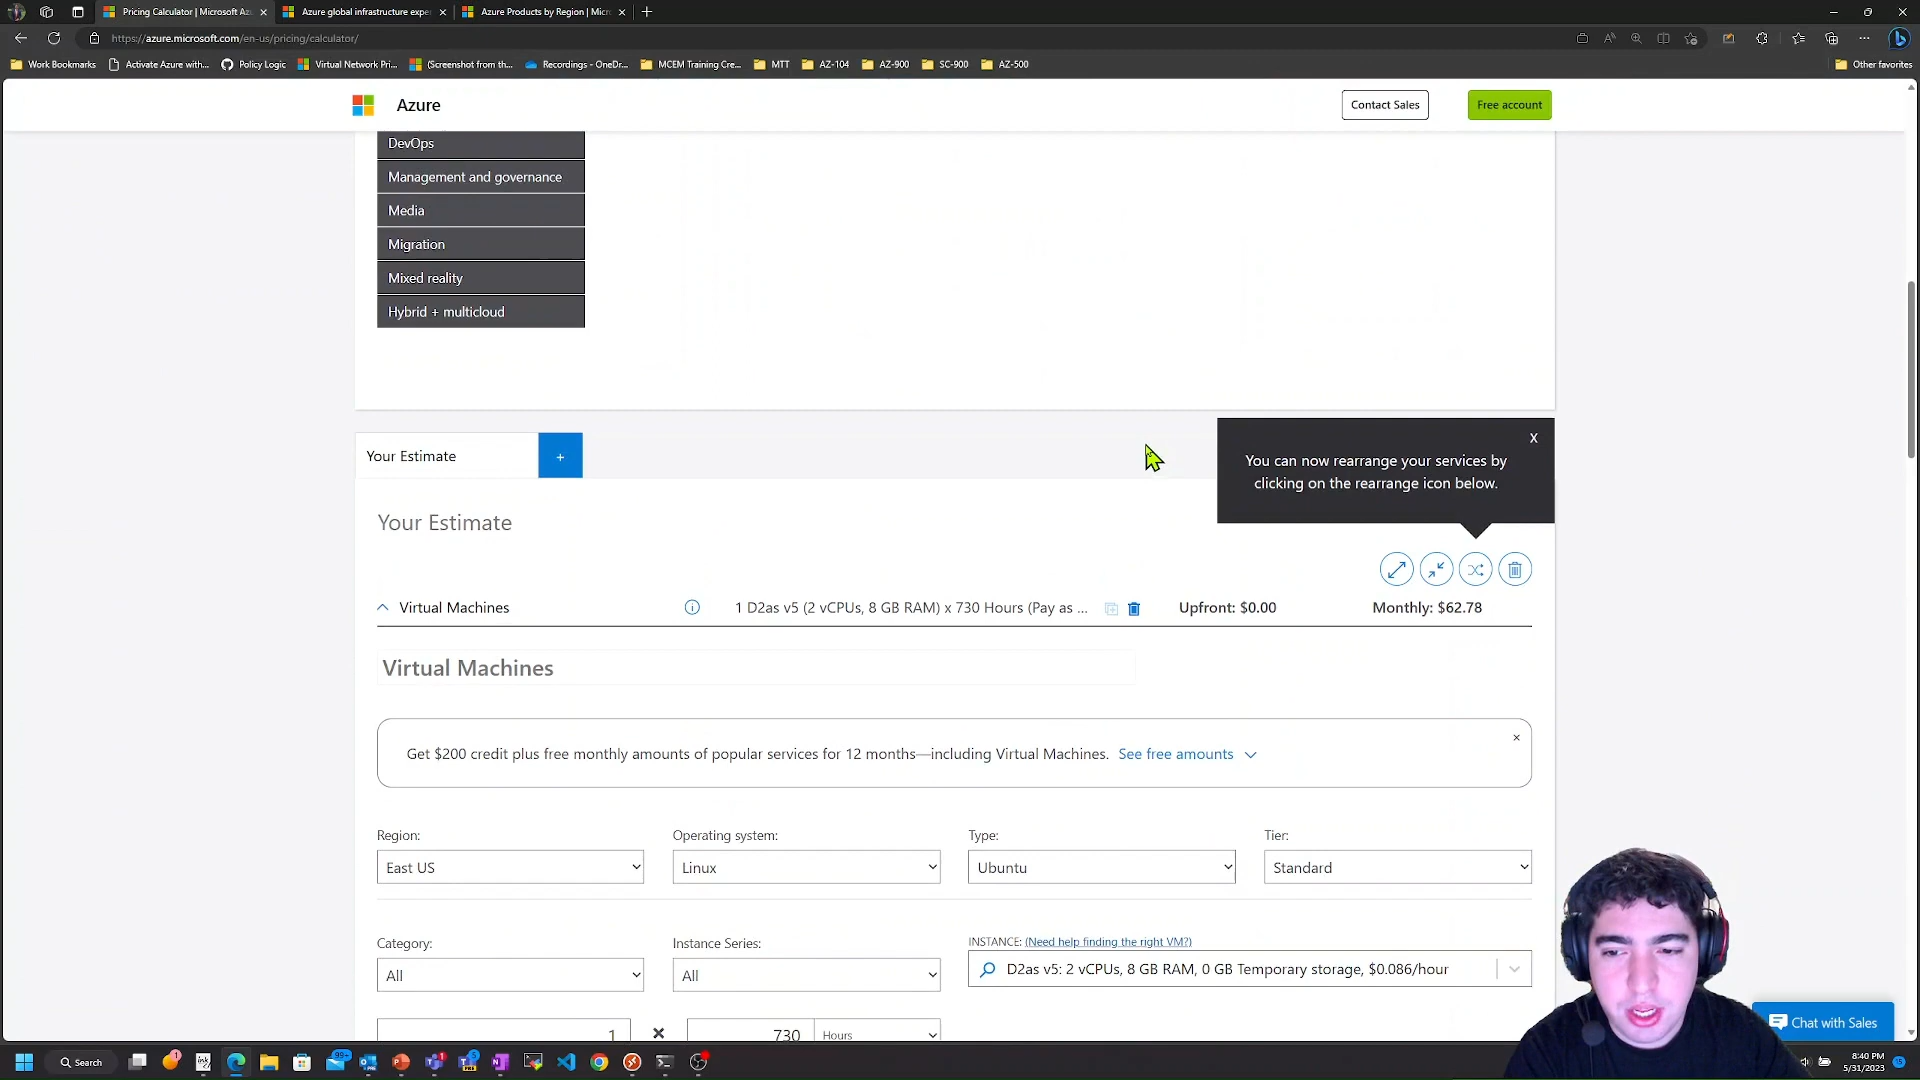 Pricing Calculator | Microsoft Az
Azure global infrastructure expe
Azure Products by Region | Micr
https://azure.microsoft.com/en-us/pricing/calculator/
Work Bookmarks
Activate Azure with...
Policy Logic
Virtual Network Pri...
(Screenshot from th...
Recordings - OneDr...
MCEM Training Cre...
MTT
AZ-104
AZ-900
SC-900
AZ-500
Other favorites
Azure
Contact Sales
Free account
DevOps
Management and governance
Media
Migration
Mixed reality
Hybrid + multicloud
Your Estimate
+
X
You can now rearrange your services by
clicking on the rearrange icon below.
Your Estimate
Virtual Machines
1 D2as v5 (2 vCPUs, 8 GB RAM) x 730 Hours (Pay as ...
Upfront: $0.00
Monthly: $62.78
Virtual Machines
Get $200 credit plus free monthly amounts of popular services for 12 months—including Virtual Machines. See free amounts
Region:
Operating system:
Type:
Tier:
East US
Linux
Ubuntu
Standard
Category:
Instance Series:
INSTANCE: (Need help finding the right VM?)
All
All
D2as v5: 2 vCPUs, 8 GB RAM, 0 GB Temporary storage, $0.086/hour
1
730
Hours
Chat with Sales
Search
99+
8:40 PM
5/31/2023